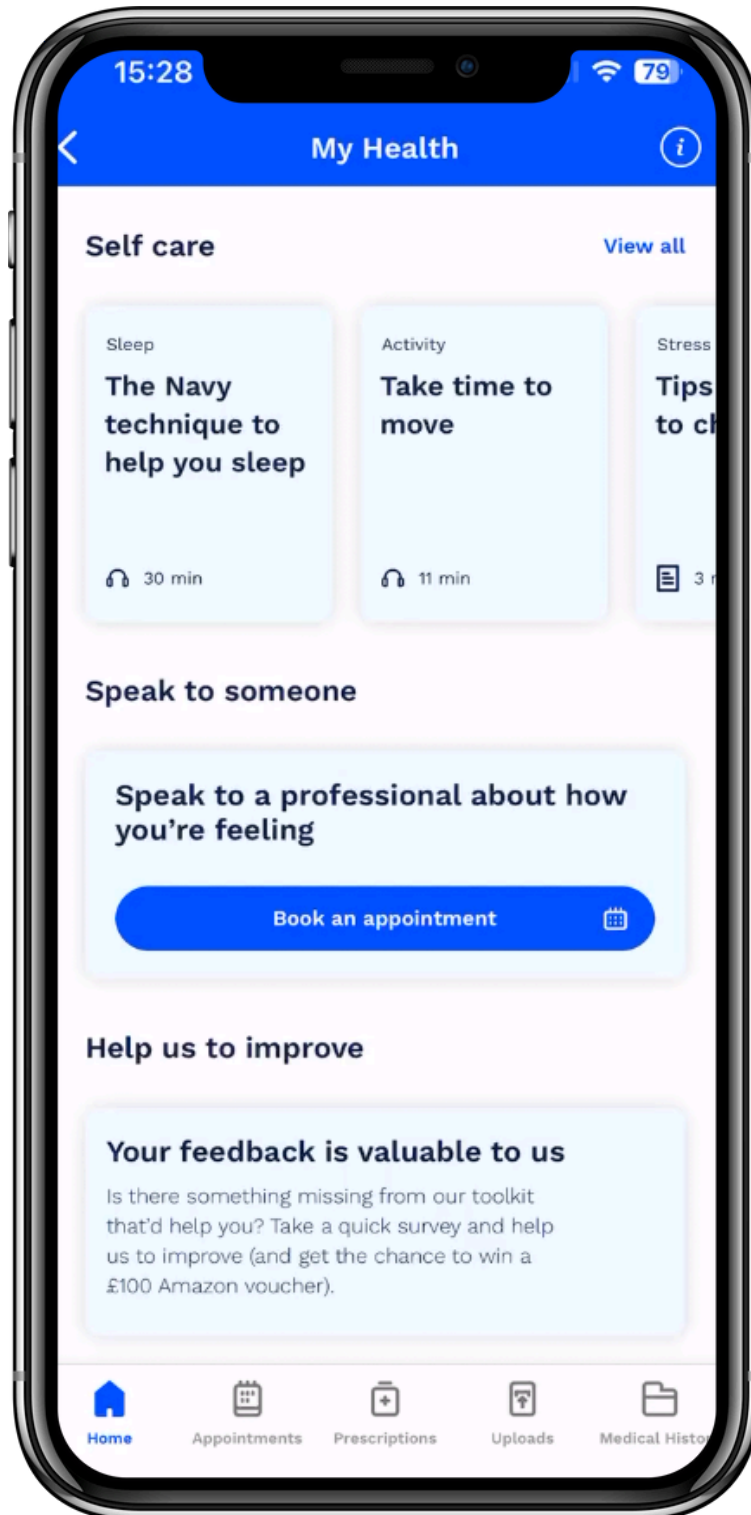 15:28
79
My Health
i
Self care
View all
Sleep
The Navy
technique to
help you sleep
30 min
Activity
Take time to
move
11 min
Stress
Tips
to
3
Speak to someone
Speak to a professional about how
you're feeling
Book an appointment
Help us to improve
Your feedback is valuable to us
Is there something missing from our toolkit
that'd help you? Take a quick survey and help
us to improve (and get the chance to win a
£100 Amazon voucher).
Home
Appointments
Prescriptions
Uploads
Medical Histo